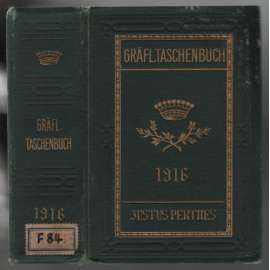 GRÄFL.
TASCHENBUCH
1916
F 84.
GRÄFL. TASCHENBUCH
1916
JUSTUS PERTHES